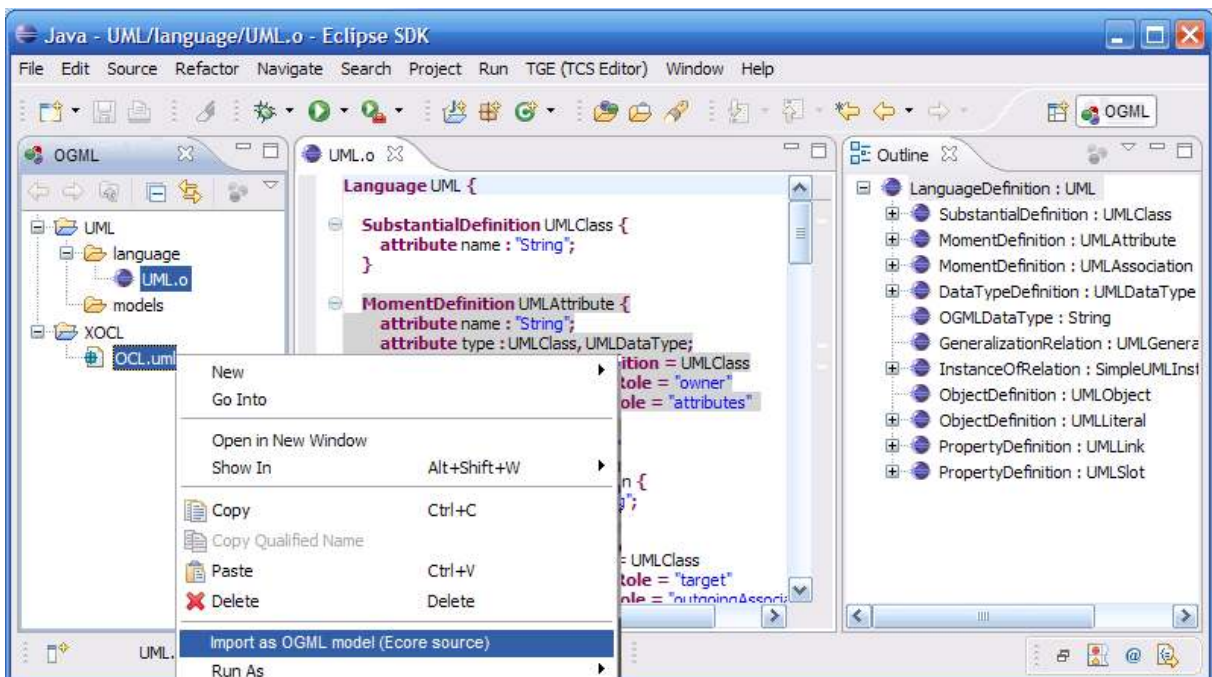 Java - UML/language/UML.o - Eclipse SDK
File Edit Source Refactor Navigate Search Project Run TGE (TCS Editor) Window Help
OGML
OGML
UML
language
UML.o
models
XOCL
OCL.uml
UML.o
Language UML {
SubstantialDefinition UMLClass {
attribute name : "String";
}
MomentDefinition UMLAttribute {
attribute name : "String";
attribute type : UMLClass, UMLDataType;
= UMLClass
= "owner"
= "attributes"
n {
";
= UMLClass
= "target"
=
New
Go Into
Open in New Window
Show In Alt+Shift+W
Copy Ctrl+C
Copy Qualified Name
Paste Ctrl+V
Delete Delete
Import as OGML model (Ecore source)
Run As
Outline
LanguageDefinition : UML
SubstantialDefinition : UMLClass
MomentDefinition : UMLAttribute
MomentDefinition : UMLAssociation
DataTypeDefinition : UMLDataType
OGMLDataType : String
GeneralizationRelation : UMLGenera
InstanceOfRelation : SimpleUMLInst
ObjectDefinition : UMLObject
ObjectDefinition : UMLLiteral
PropertyDefinition : UMLLink
PropertyDefinition : UMLSlot
UML.